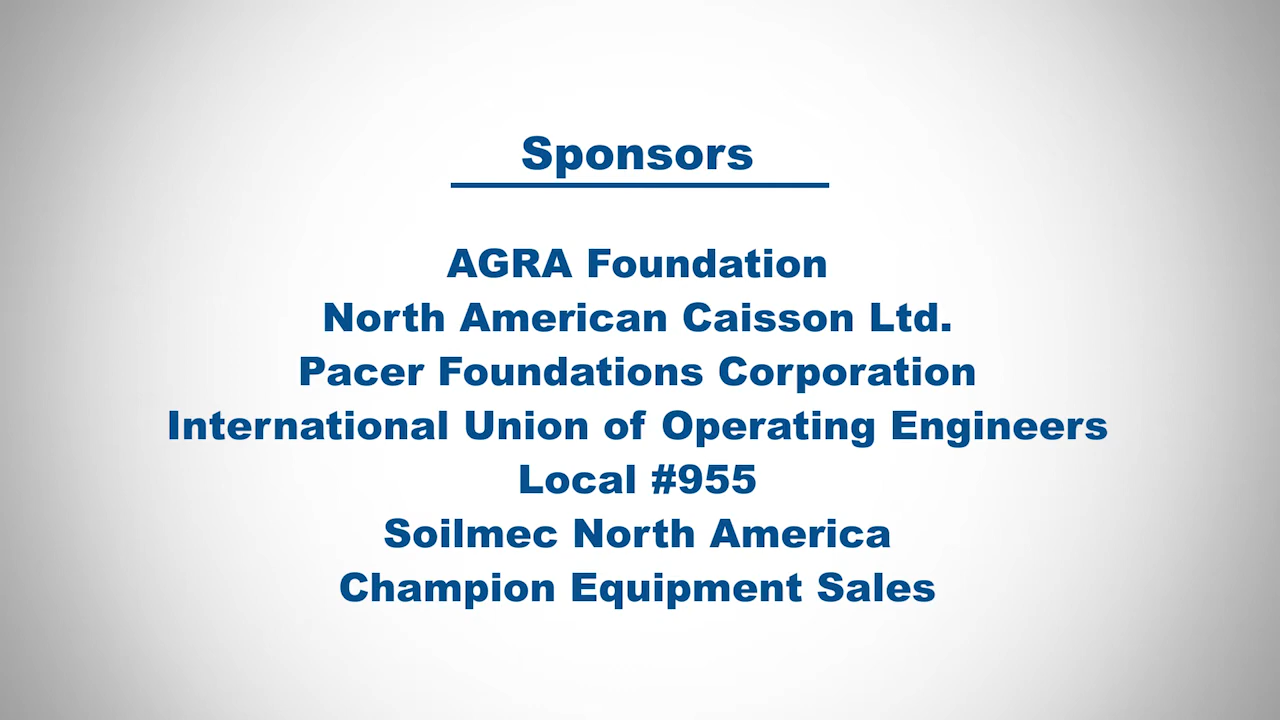 Sponsors
AGRA Foundation
North American Caisson Ltd.
Pacer Foundations Corporation
International Union of Operating Engineers
Local #955
Soilmec North America
Champion Equipment Sales